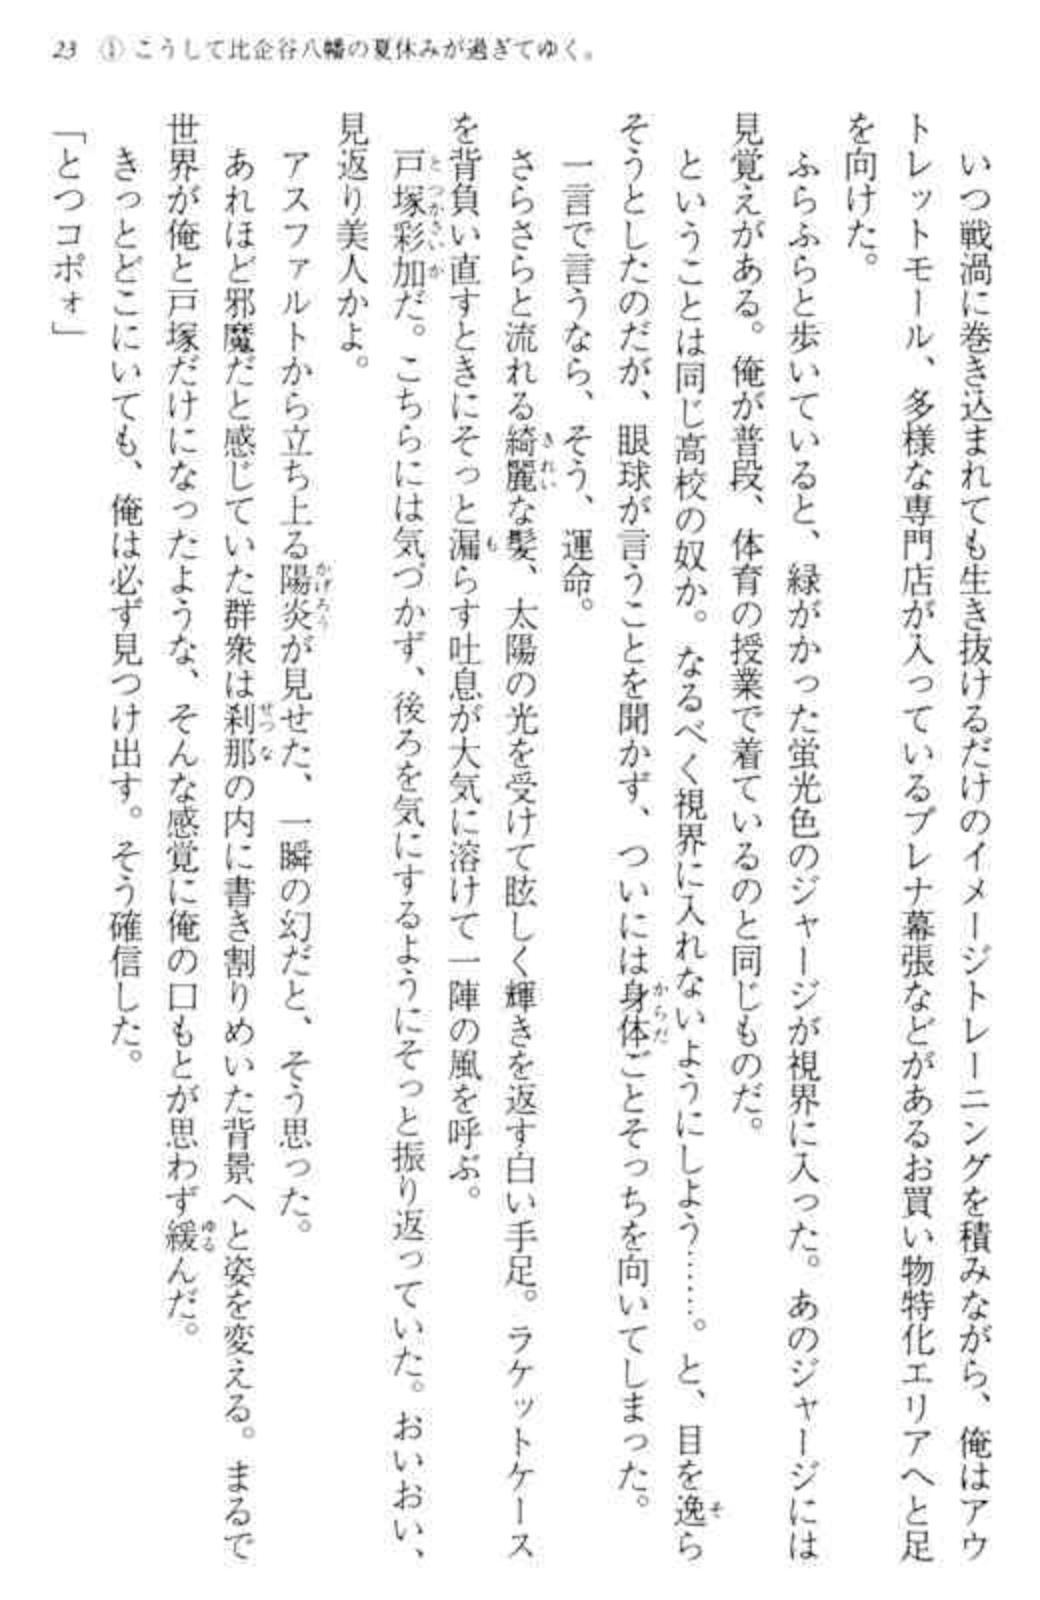 23　①こうして比企谷八幡の夏休みが過ぎてゆく。
いつ戦渦に巻き込まれても生き抜けるだけのイメージトレーニングを積みながら、俺はアウ
トレットモール、多様な専門店が入っているプレナ幕張などがあるお買い物特化エリアへと足
を向けた。
ふらふらと歩いていると、緑がかった蛍光色のジャージが視界に入った。あのジャージには
見覚えがある。俺が普段、体育の授業で着ているのと同じものだ。
ということは同じ高校の奴か。なるべく視界に入れないようにしよう……。と、目を逸ら
そうとしたのだが、眼球が言うことを聞かず、ついには身体ごとそっちを向いてしまった。
一言で言うなら、そう、運命。
さらさらと流れる綺麗な髪、太陽の光を受けて眩しく輝きを返す白い手足。ラケットケース
を背負い直すときにそっと漏らす吐息が大気に溶けて一陣の風を呼ぶ。
戸塚彩加だ。こちらには気づかず、後ろを気にするようにそっと振り返っていた。おいおい、
見返り美人かよ。
アスファルトから立ち上る陽炎が見せた、一瞬の幻だと、そう思った。
あれほど邪魔だと感じていた群衆は刹那の内に書き割りめいた背景へと姿を変える。まるで
世界が俺と戸塚だけになったような、そんな感覚に俺の口もとが思わず緩んだ。
きっとどこにいても、俺は必ず見つけ出す。そう確信した。
「とつコポォ」